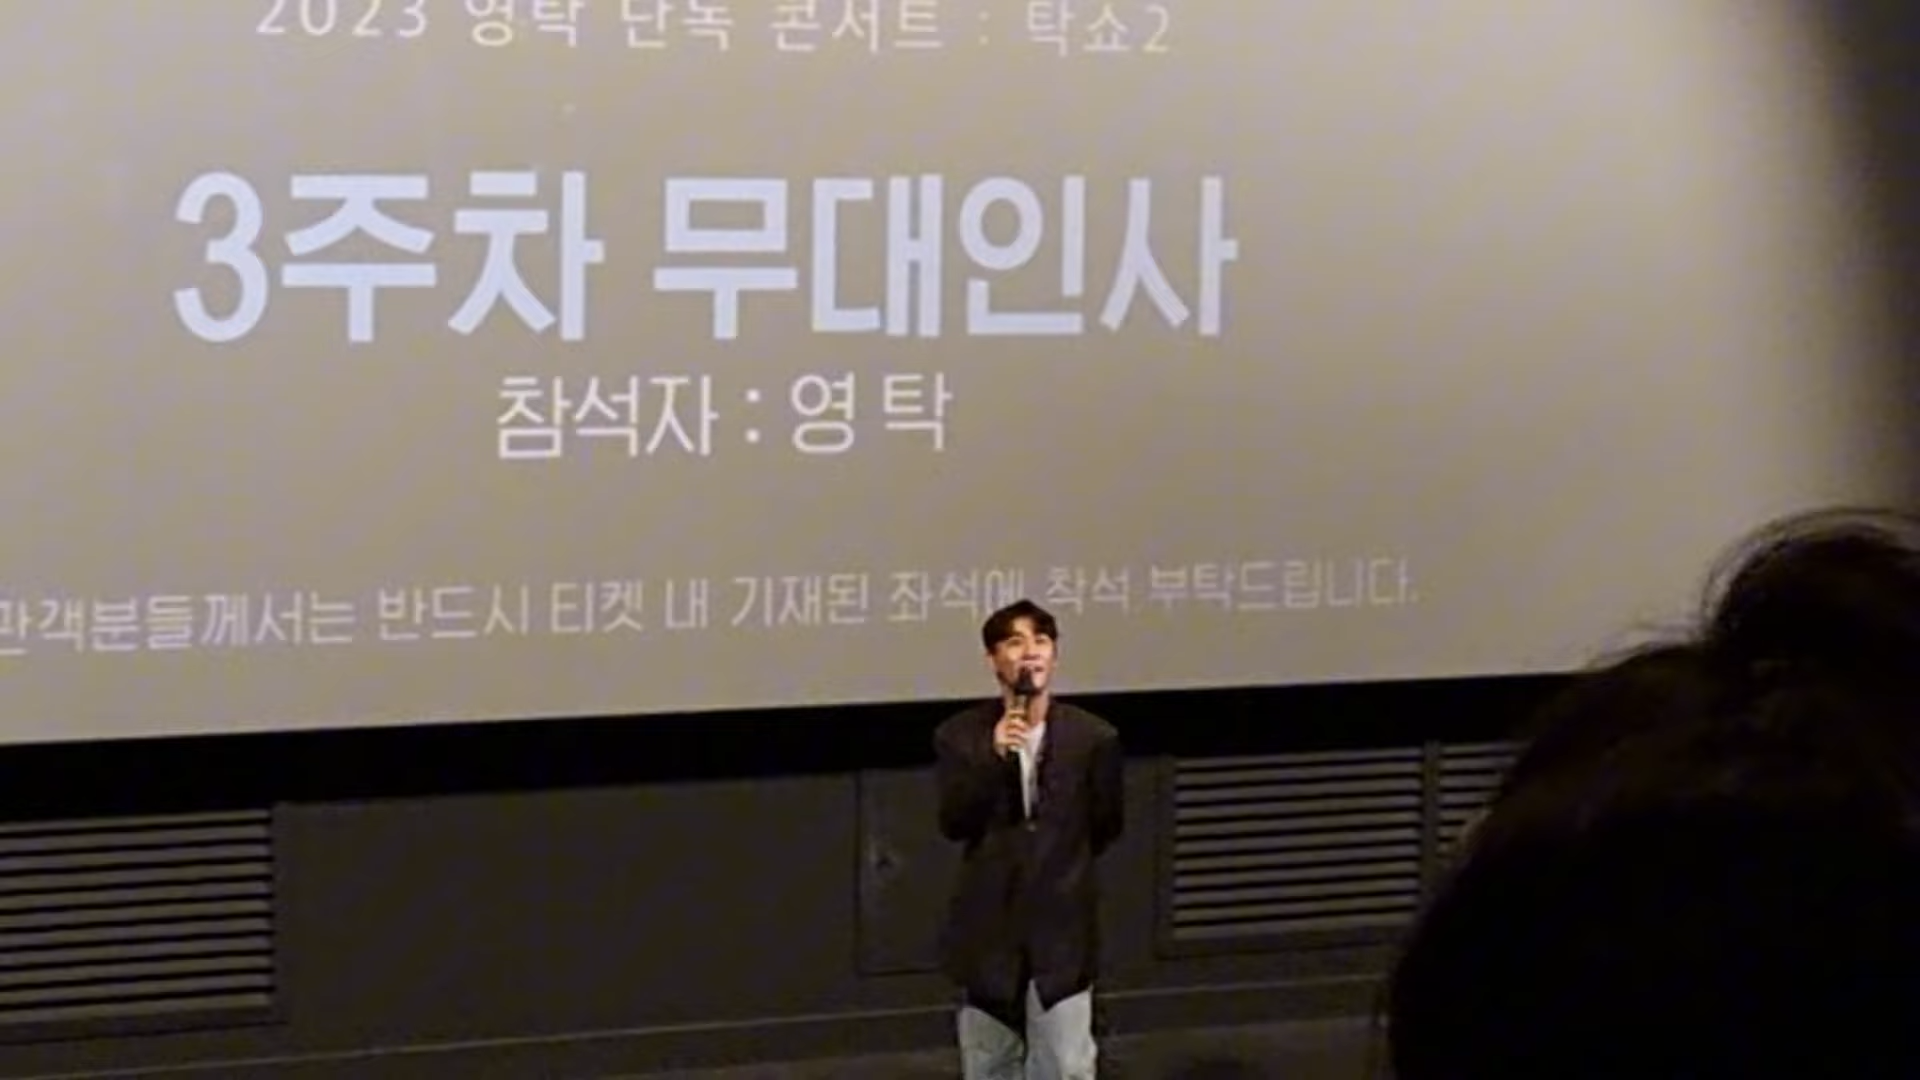 2023 영탁 단독 콘서트 : 탁쇼2
3주차 무대인사
참석자 : 영탁
관객분들께서는 반드시 티켓 내 기재된 좌석에 착석 부탁드립니다.